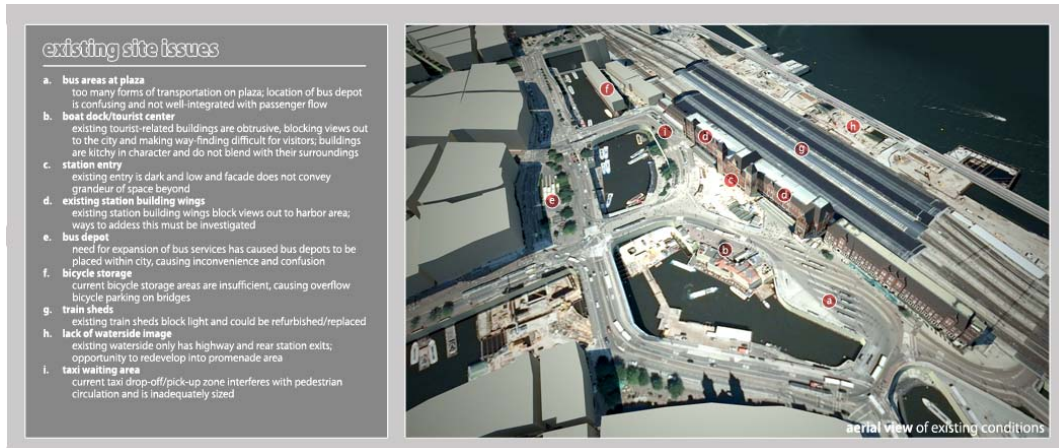 existing site issues
a. bus areas at plaza
too many forms of transportation on plaza; location of bus depot
is confusing and not well-integrated with passenger flow
b. boat dock/tourist center
existing tourist-related buildings are obtrusive, blocking views out
to the city and making way-finding difficult for visitors; buildings
are kitchy in character and do not blend with their surroundings
c. station entry
existing entry is dark and low and facade does not convey
grandeur of space beyond
d. existing station building wings
existing station building wings block views out to harbor area;
ways to address this must be investigated
e. bus depot
need for expansion of bus services has caused bus depots to be
placed within city, causing inconvenience and confusion
f. bicycle storage
current bicycle storage areas are insufficient, causing overflow
bicycle parking on bridges
g. train sheds
existing train sheds block light and could be refurbished/replaced
h. lack of waterside image
existing waterside only has highway and rear station exits;
opportunity to redevelop into promenade area
i. taxi waiting area
current taxi drop-off/pick-up zone interferes with pedestrian
circulation and is inadequately sized
f
h
i
d
g
c
d
e
b
a
aerial view of existing conditions